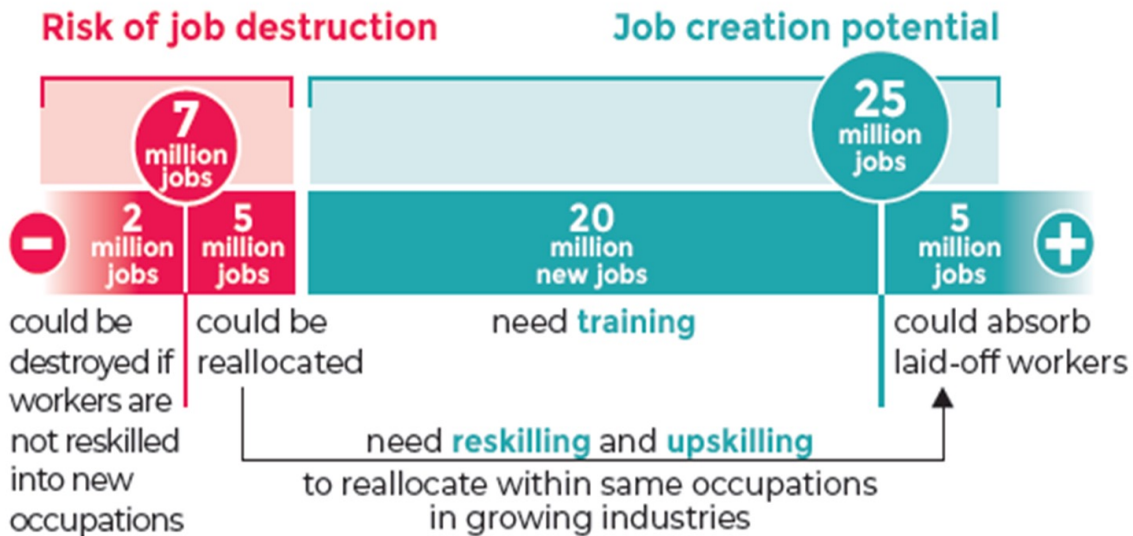 Risk of job destruction
Job creation potential
7
million
jobs
25
million
jobs
2
million
jobs
5
million
jobs
20
million
new jobs
5
million
jobs
could be
destroyed if
workers are
not reskilled
into new
occupations
could be
reallocated
need training
could absorb
laid-off workers
need reskilling and upskilling
to reallocate within same occupations
in growing industries